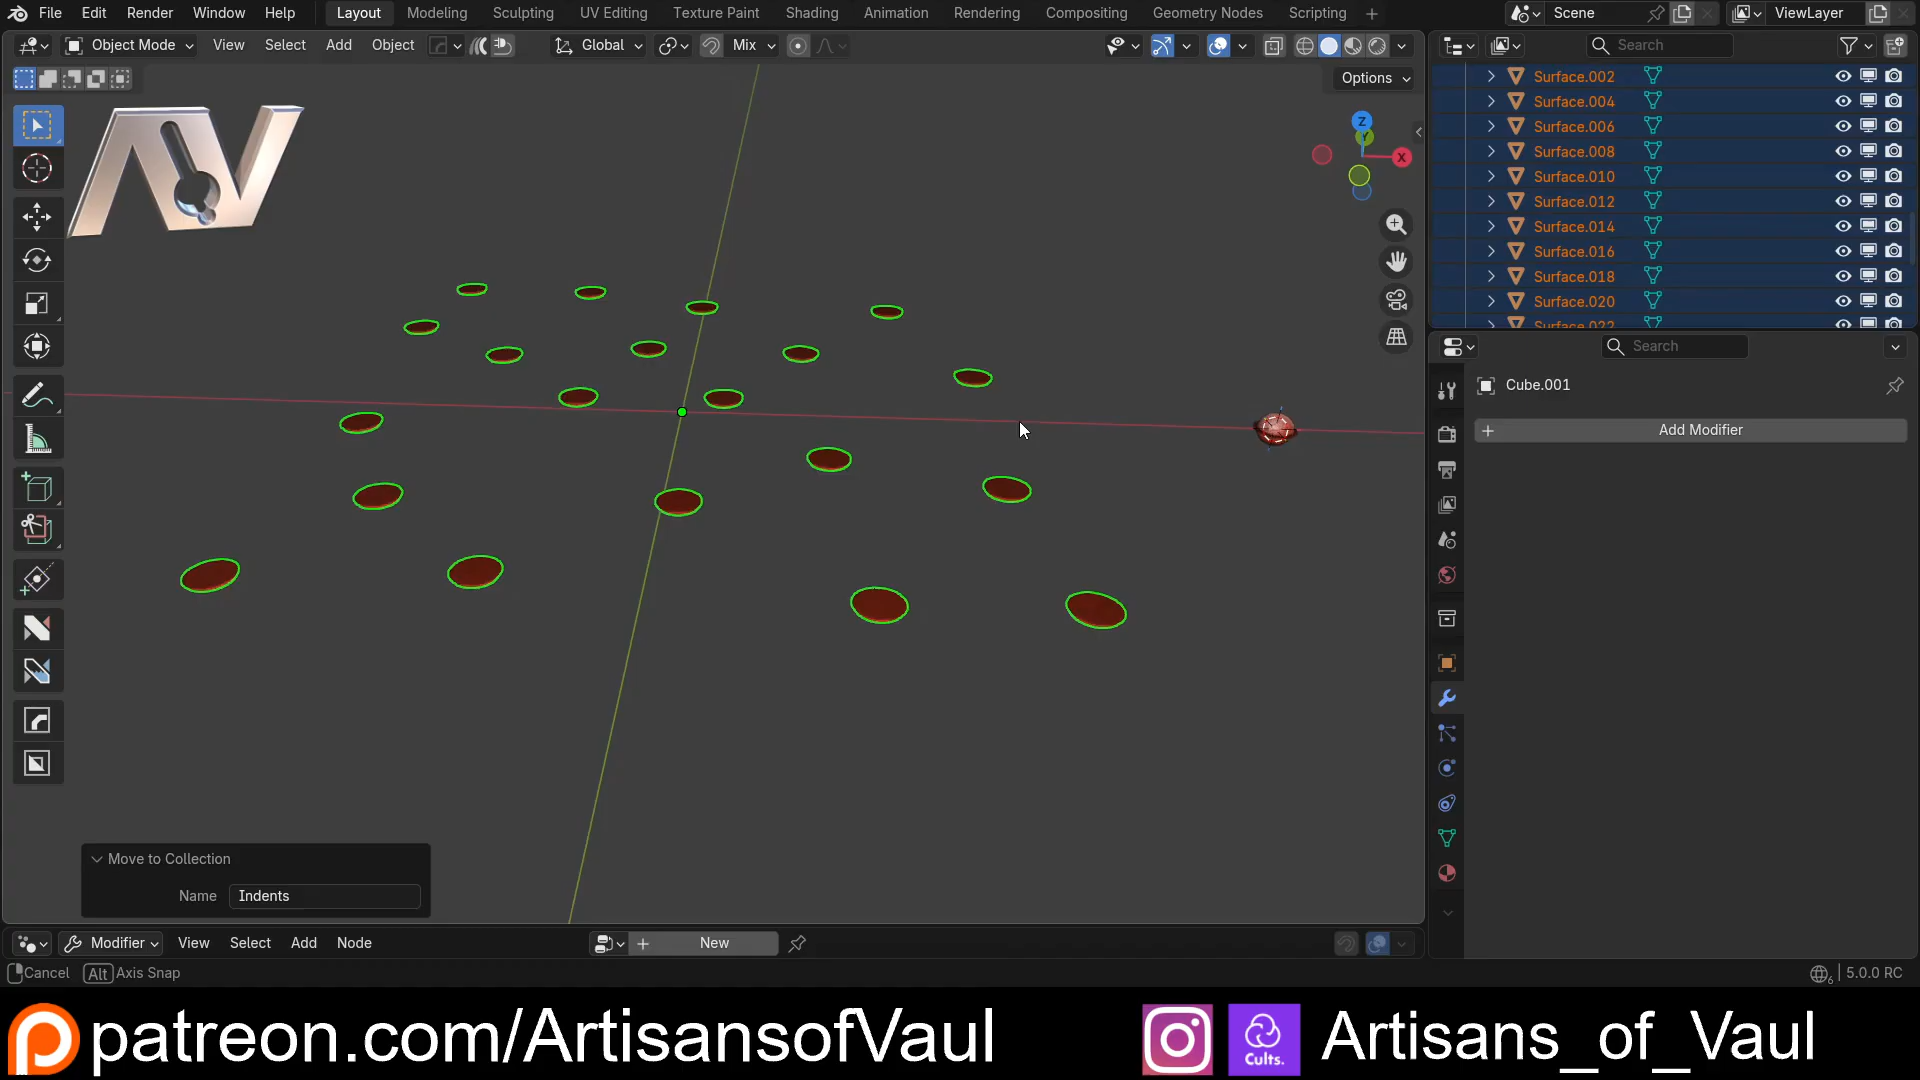 File Edit Render Window Help Layout Modeling Sculpting UV Editing Texture Paint Shading Animation Rendering Compositing Geometry Nodes Scripting + Scene ViewLayer
Object Mode View Select Add Object Global Mix Search
Options
Z
Y
X
Surface.002
Surface.004
Surface.006
Surface.008
Surface.010
Surface.012
Surface.014
Surface.016
Surface.018
Surface.020
Surface.022
Search
Cube.001
+ Add Modifier
Move to Collection
Name Indents
Modifier View Select Add Node + New
Cancel Alt Axis Snap 5.0.0 RC
patreon.com/ArtisansofVaul Cults. Artisans_of_Vaul